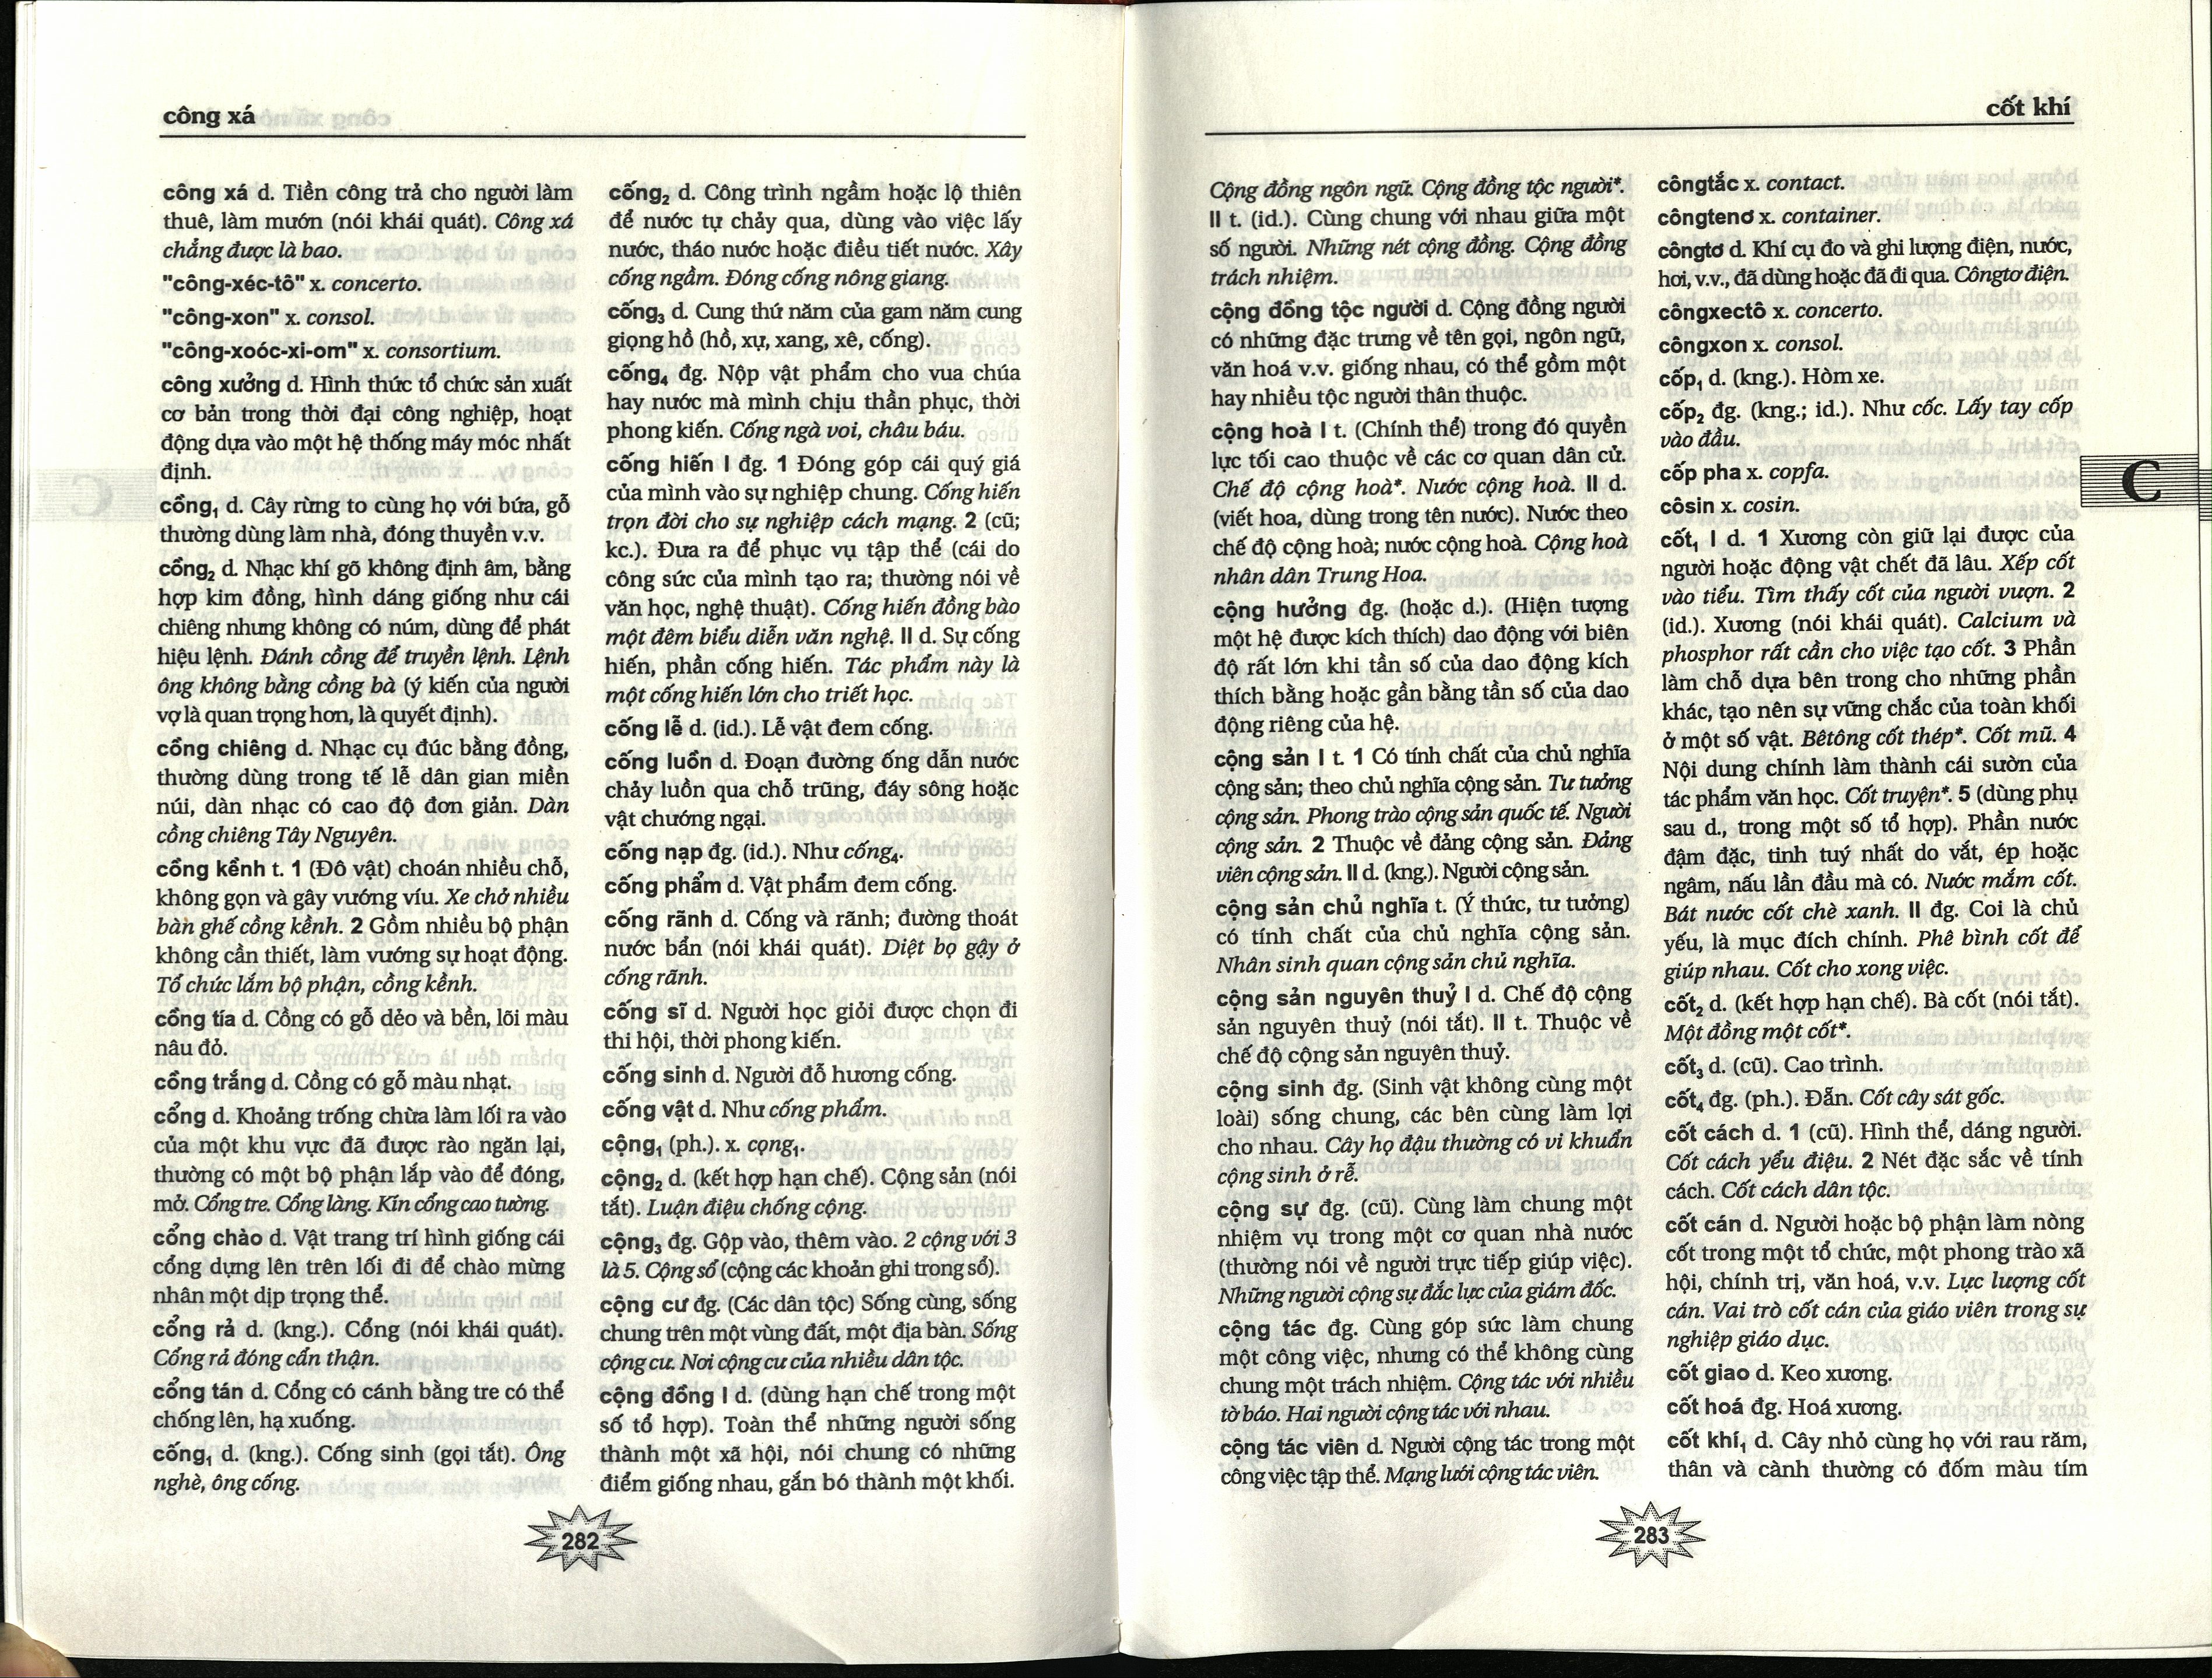 công xá
công xá d. Tiền công trả cho người làm
thuê, làm mướn (nói khái quát). Công xá
chẳng được là bao.
"công-xéc-tô" x. concerto.
"công-xon" x. consol.
"công-xoóc-xi-om" x. consortium.
công xưởng d. Hình thức tổ chức sản xuất
cơ bản trong thời đại công nghiệp, hoạt
động dựa vào một hệ thống máy móc nhất
định.
cồng₁ d. Cây rừng to cùng họ với bứa, gỗ
thường dùng làm nhà, đóng thuyền v.v.
cồng₂ d. Nhạc khí gõ không định âm, bằng
hợp kim đồng, hình dáng giống như cái
chiêng nhưng không có núm, dùng để phát
hiệu lệnh. Đánh cồng để truyền lệnh. Lệnh
ông không bằng cồng bà (ý kiến của người
vợ là quan trọng hơn, là quyết định).
cồng chiêng d. Nhạc cụ đúc bằng đồng,
thường dùng trong tế lễ dân gian miền
núi, dàn nhạc có cao độ đơn giản. Dàn
cồng chiêng Tây Nguyên.
cồng kềnh t. 1 (Đô vật) choán nhiều chỗ,
không gọn và gây vướng víu. Xe chở nhiều
bàn ghế cồng kềnh. 2 Gồm nhiều bộ phận
không cần thiết, làm vướng sự hoạt động.
Tổ chức lắm bộ phận, cồng kềnh.
cồng tía d. Cồng có gỗ dẻo và bền, lõi màu
nâu đỏ.
cồng trắng d. Cồng có gỗ màu nhạt.
cổng d. Khoảng trống chừa làm lối ra vào
của một khu vực đã được rào ngăn lại,
thường có một bộ phận lắp vào để đóng,
mở. Cổng tre. Cổng làng. Kín cổng cao tường.
cổng chào d. Vật trang trí hình giống cái
cổng dựng lên trên lối đi để chào mừng
nhân một dịp trọng thể.
cổng rả d. (kng.). Cổng (nói khái quát).
Cổng rả đóng cẩn thận.
cổng tán d. Cổng có cánh bằng tre có thể
chống lên, hạ xuống.
cống₁ d. (kng.). Cống sinh (gọi tắt). Ông
nghè, ông cống.
cống₂ d. Công trình ngầm hoặc lộ thiên
để nước tự chảy qua, dùng vào việc lấy
nước, tháo nước hoặc điều tiết nước. Xây
cống ngầm. Đóng cống nông giang.
cống₃ d. Cung thứ năm của gam năm cung
giọng hồ (hồ, xự, xang, xê, cống).
cống₄ đg. Nộp vật phẩm cho vua chúa
hay nước mà mình chịu thần phục, thời
phong kiến. Cống ngà voi, châu báu.
cống hiến I đg. 1 Đóng góp cái quý giá
của mình vào sự nghiệp chung. Cống hiến
trọn đời cho sự nghiệp cách mạng. 2 (cũ;
kc.). Đưa ra để phục vụ tập thể (cái do
công sức của mình tạo ra; thường nói về
văn học, nghệ thuật). Cống hiến đồng bào
một đêm biểu diễn văn nghệ. II d. Sự cống
hiến, phần cống hiến. Tác phẩm này là
một cống hiến lớn cho triết học.
cống lễ d. (id.). Lễ vật đem cống.
cống luồn d. Đoạn đường ống dẫn nước
chảy luồn qua chỗ trũng, đáy sông hoặc
vật chướng ngại.
cống nạp đg. (id.). Như cống₄.
cống phẩm d. Vật phẩm đem cống.
cống rãnh d. Cống và rãnh; đường thoát
nước bẩn (nói khái quát). Diệt bọ gậy ở
cống rãnh.
cống sĩ d. Người học giỏi được chọn đi
thi hội, thời phong kiến.
cống sinh d. Người đỗ hương cống.
cống vật d. Như cống phẩm.
cộng₁ (ph.). x. cọng₁.
cộng₂ d. (kết hợp hạn chế). Cộng sản (nói
tắt). Luận điệu chống cộng.
cộng₃ đg. Gộp vào, thêm vào. 2 cộng với 3
là 5. Cộng sổ (cộng các khoản ghi trong sổ).
cộng cư đg. (Các dân tộc) Sống cùng, sống
chung trên một vùng đất, một địa bàn. Sống
cộng cư. Nơi cộng cư của nhiều dân tộc.
cộng đồng I d. (dùng hạn chế trong một
số tổ hợp). Toàn thể những người sống
thành một xã hội, nói chung có những
điểm giống nhau, gắn bó thành một khối.
282
cốt khí
Cộng đồng ngôn ngữ. Cộng đồng tộc người*.
II t. (id.). Cùng chung với nhau giữa một
số người. Những nét cộng đồng. Cộng đồng
trách nhiệm.
cộng đồng tộc người d. Cộng đồng người
có những đặc trưng về tên gọi, ngôn ngữ,
văn hoá v.v. giống nhau, có thể gồm một
hay nhiều tộc người thân thuộc.
cộng hoà I t. (Chính thể) trong đó quyền
lực tối cao thuộc về các cơ quan dân cử.
Chế độ cộng hoà*. Nước cộng hoà. II d.
(viết hoa, dùng trong tên nước). Nước theo
chế độ cộng hoà; nước cộng hoà. Cộng hoà
nhân dân Trung Hoa.
cộng hưởng đg. (hoặc d.). (Hiện tượng
một hệ được kích thích) dao động với biên
độ rất lớn khi tần số của dao động kích
thích bằng hoặc gần bằng tần số của dao
động riêng của hệ.
cộng sản I t. 1 Có tính chất của chủ nghĩa
cộng sản; theo chủ nghĩa cộng sản. Tư tưởng
cộng sản. Phong trào cộng sản quốc tế. Người
cộng sản. 2 Thuộc về đảng cộng sản. Đảng
viên cộng sản. II d. (kng.). Người cộng sản.
cộng sản chủ nghĩa t. (Ý thức, tư tưởng)
có tính chất của chủ nghĩa cộng sản.
Nhân sinh quan cộng sản chủ nghĩa.
cộng sản nguyên thuỷ I d. Chế độ cộng
sản nguyên thuỷ (nói tắt). II t. Thuộc về
chế độ cộng sản nguyên thuỷ.
cộng sinh đg. (Sinh vật không cùng một
loài) sống chung, các bên cùng làm lợi
cho nhau. Cây họ đậu thường có vi khuẩn
cộng sinh ở rễ.
cộng sự đg. (cũ). Cùng làm chung một
nhiệm vụ trong một cơ quan nhà nước
(thường nói về người trực tiếp giúp việc).
Những người cộng sự đắc lực của giám đốc.
cộng tác đg. Cùng góp sức làm chung
một công việc, nhưng có thể không cùng
chung một trách nhiệm. Cộng tác với nhiều
tờ báo. Hai người cộng tác với nhau.
cộng tác viên d. Người cộng tác trong một
công việc tập thể. Mạng lưới cộng tác viên.
côngtắc x. contact.
côngtenơ x. container.
côngtơ d. Khí cụ đo và ghi lượng điện, nước,
hơi, v.v., đã dùng hoặc đã đi qua. Côngtơ điện.
côngxectô x. concerto.
côngxon x. consol.
cốp₁ d. (kng.). Hòm xe.
cốp₂ đg. (kng.; id.). Như cốc. Lấy tay cốp
vào đầu.
cốp pha x. copfa.
côsin x. cosin.
cốt₁ I d. 1 Xương còn giữ lại được của
người hoặc động vật chết đã lâu. Xếp cốt
vào tiểu. Tìm thấy cốt của người vượn. 2
(id.). Xương (nói khái quát). Calcium và
phosphor rất cần cho việc tạo cốt. 3 Phần
làm chỗ dựa bên trong cho những phần
khác, tạo nên sự vững chắc của toàn khối
ở một số vật. Bêtông cốt thép*. Cốt mũ. 4
Nội dung chính làm thành cái sườn của
tác phẩm văn học. Cốt truyện*. 5 (dùng phụ
sau d., trong một số tổ hợp). Phần nước
đậm đặc, tinh tuý nhất do vắt, ép hoặc
ngâm, nấu lần đầu mà có. Nước mắm cốt.
Bát nước cốt chè xanh. II đg. Coi là chủ
yếu, là mục đích chính. Phê bình cốt để
giúp nhau. Cốt cho xong việc.
cốt₂ d. (kết hợp hạn chế). Bà cốt (nói tắt).
Một đồng một cốt*.
cốt₃ d. (cũ). Cao trình.
cốt₄ đg. (ph.). Đẵn. Cốt cây sát gốc.
cốt cách d. 1 (cũ). Hình thể, dáng người.
Cốt cách yểu điệu. 2 Nét đặc sắc về tính
cách. Cốt cách dân tộc.
cốt cán d. Người hoặc bộ phận làm nòng
cốt trong một tổ chức, một phong trào xã
hội, chính trị, văn hoá, v.v. Lực lượng cốt
cán. Vai trò cốt cán của giáo viên trong sự
nghiệp giáo dục.
cốt giao d. Keo xương.
cốt hoá đg. Hoá xương.
cốt khí₁ d. Cây nhỏ cùng họ với rau răm,
thân và cành thường có đốm màu tím
C
283